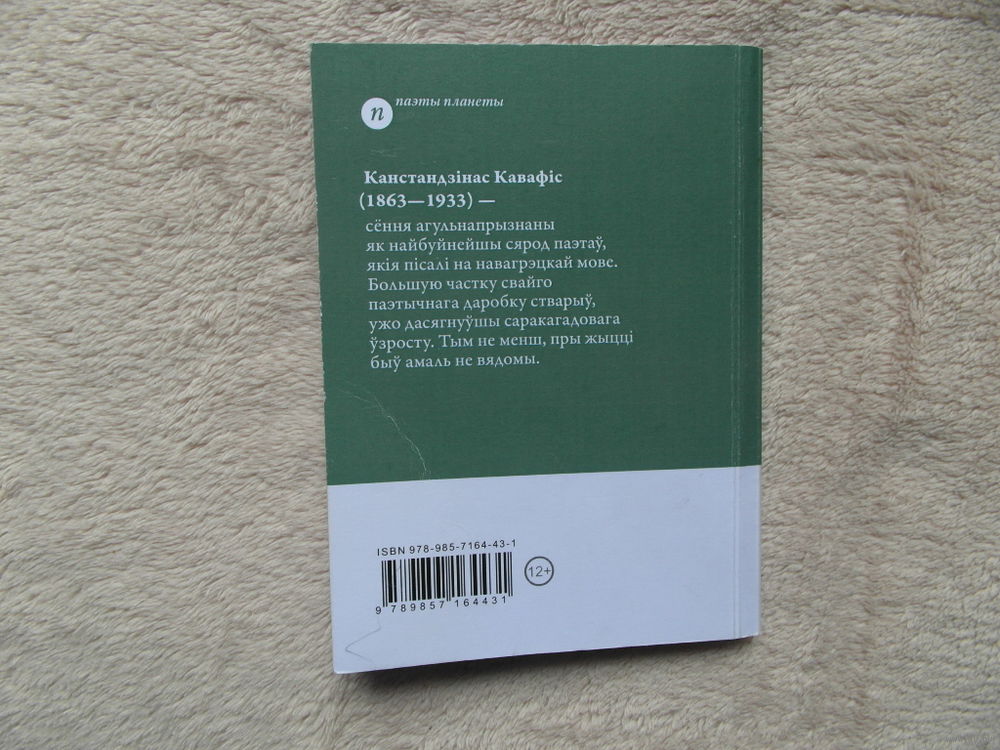 п
паэты планеты
Канстандзінас Кавафіс
(1863—1933) —
сёння агульнапрызнаны
як найбуйнейшы сярод паэтаў,
якія пісалі на навагрэцкай мове.
Большую частку свайго
паэтычнага даробку стварыў,
ужо дасягнуўшы саракагадовага
ўзросту. Тым не менш, пры жыцці
быў амаль не вядомы.
ISBN 978-985-7164-43-1
12+
9 789857 164431